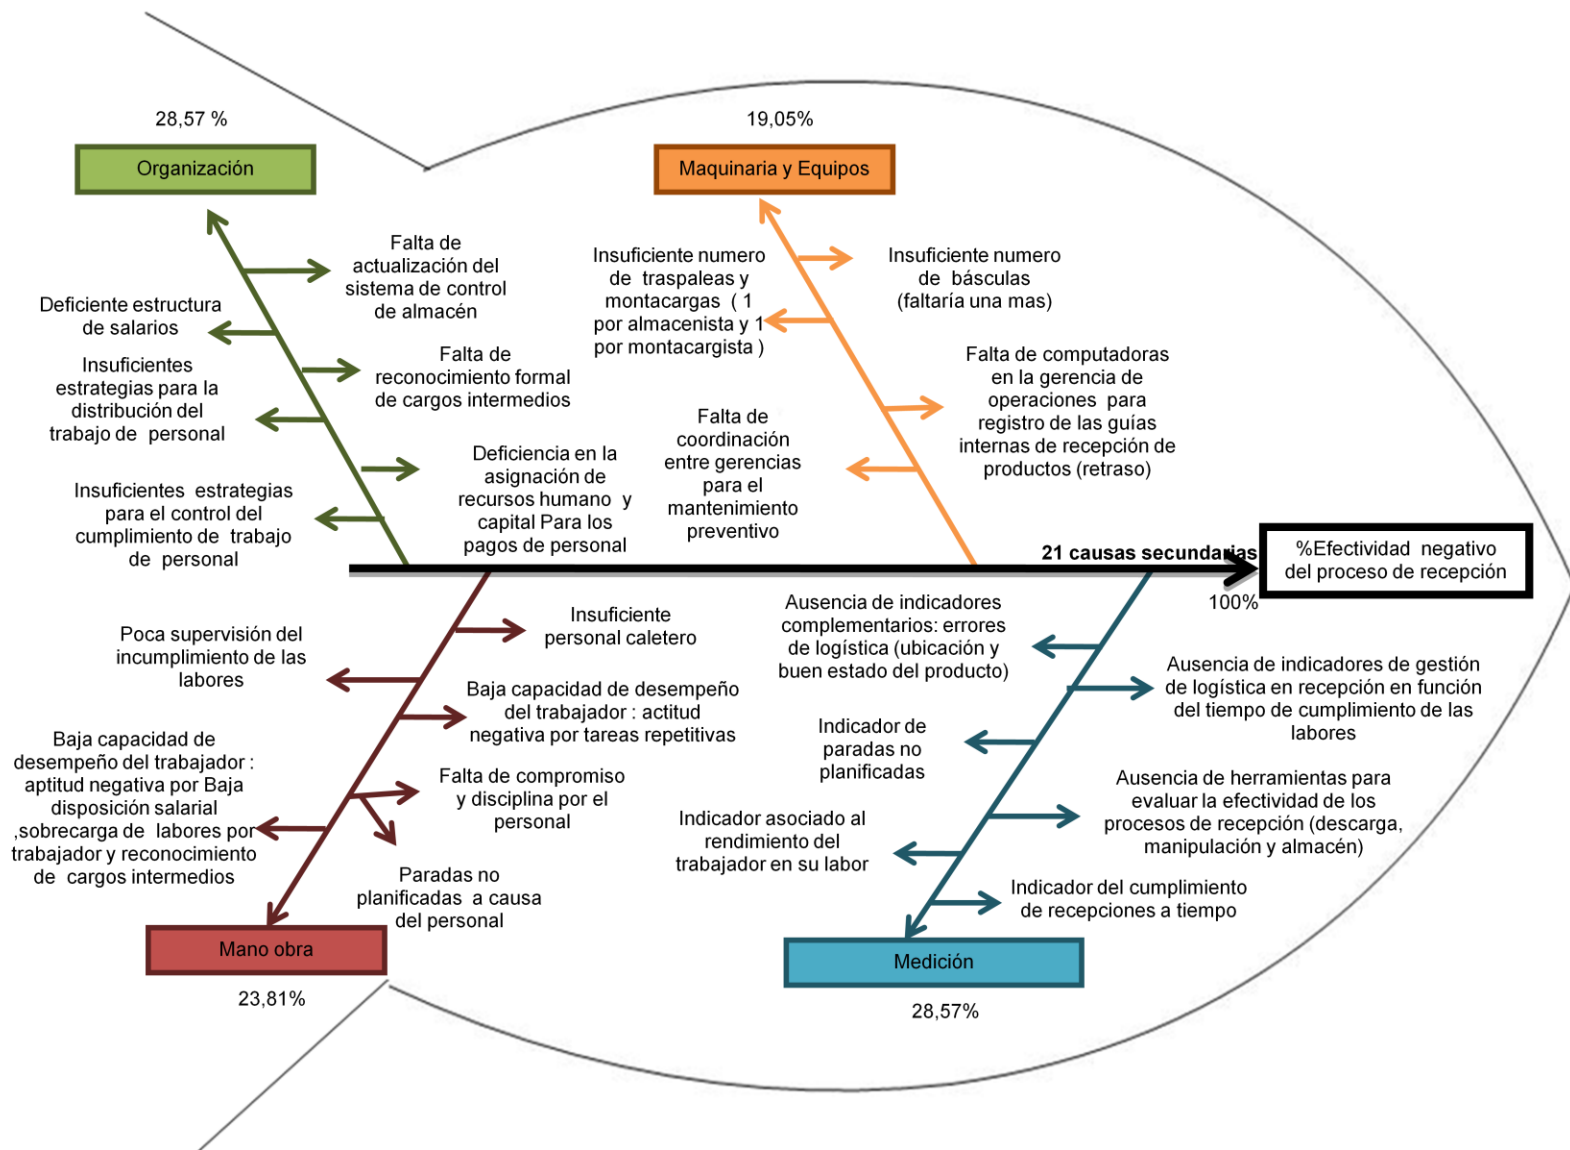 28,57 %
Organización
Falta de
actualización del
sistema de control
de almacén
Deficiente estructura
de salarios
Falta de
reconocimiento formal
de cargos intermedios
Insuficientes
estrategias para la
distribución del
trabajo de personal
Deficiencia en la
asignación de
recursos humano y
capital Para los
pagos de personal
Insuficientes estrategias
para el control del
cumplimiento de trabajo
de personal
19,05%
Maquinaria y Equipos
Insuficiente numero
de traspaleas y
montacargas ( 1
por almacenista y 1
por montacargista )
Insuficiente numero
de básculas
(faltaría una mas)
Falta de computadoras
en la gerencia de
operaciones para
registro de las guías
internas de recepción de
productos (retraso)
Falta de
coordinación
entre gerencias
para el
mantenimiento
preventivo
21 causas secundarias
%Efectividad negativo
del proceso de recepción
100%
Insuficiente
personal caletero
Poca supervisión del
incumplimiento de las
labores
Baja capacidad de desempeño
del trabajador : actitud
negativa por tareas repetitivas
Baja capacidad de
desempeño del trabajador :
aptitud negativa por Baja
disposición salarial
,sobrecarga de labores por
trabajador y reconocimiento
de cargos intermedios
Falta de compromiso
y disciplina por el
personal
Paradas no
planificadas a causa
del personal
Mano obra
23,81%
Ausencia de indicadores
complementarios: errores
de logística (ubicación y
buen estado del producto)
Ausencia de indicadores de gestión
de logística en recepción en función
del tiempo de cumplimiento de las
labores
Indicador de
paradas no
planificadas
Ausencia de herramientas para
evaluar la efectividad de los
procesos de recepción (descarga,
manipulación y almacén)
Indicador asociado al
rendimiento del
trabajador en su labor
Indicador del cumplimiento
de recepciones a tiempo
Medición
28,57%